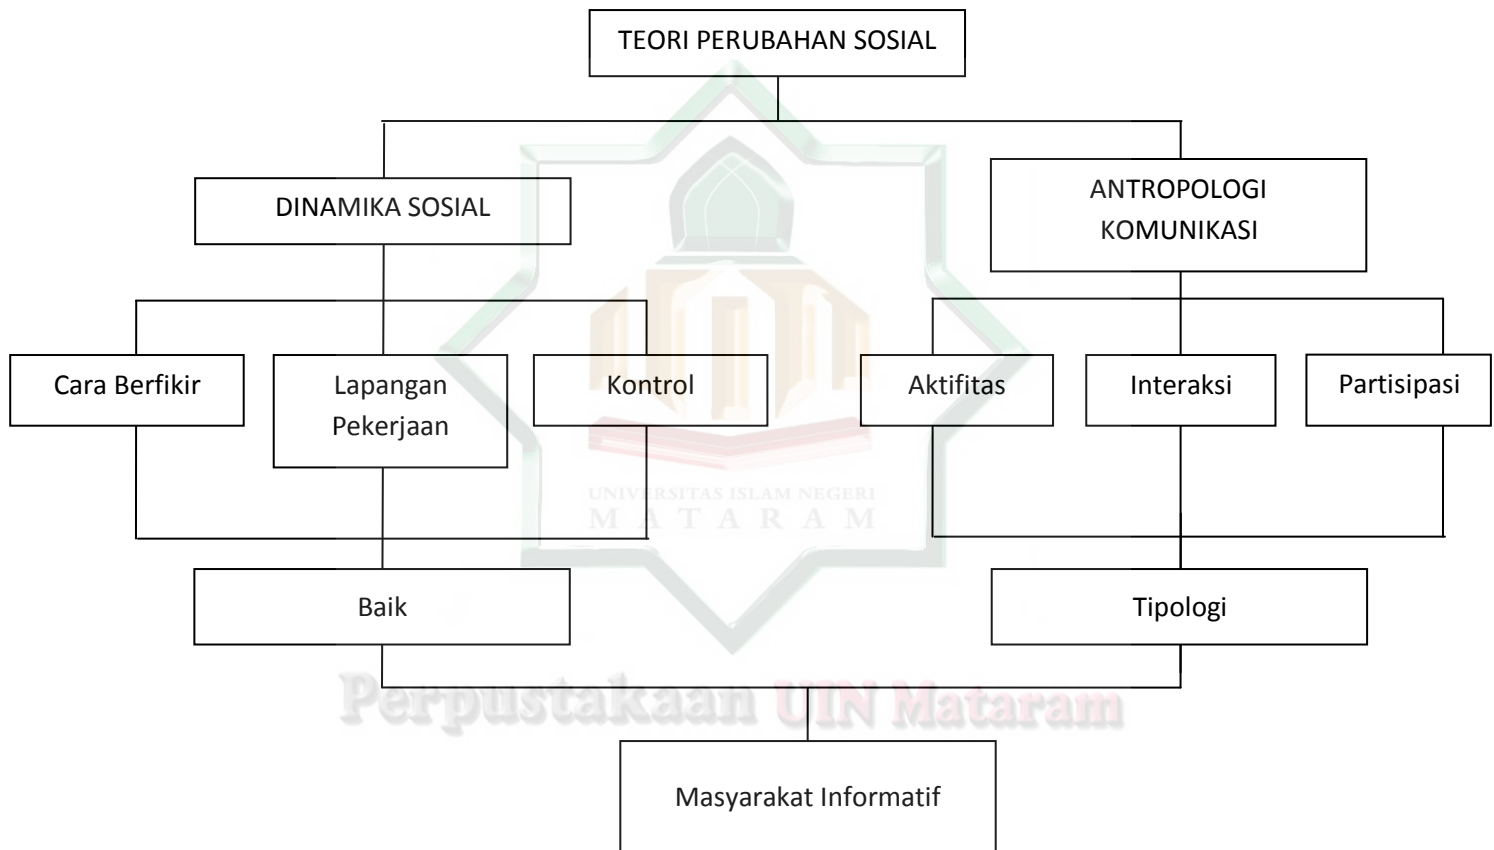 TEORI PERUBAHAN SOSIAL
DINAMIKA SOSIAL
ANTROPOLOGI
KOMUNIKASI
Cara Berfikir
Lapangan
Pekerjaan
Kontrol
Aktifitas
Interaksi
Partisipasi
UNIVERSITAS ISLAM NEGERI
MATARAM
Baik
Tipologi
Perpustakaan UIN Mataram
Masyarakat Informatif